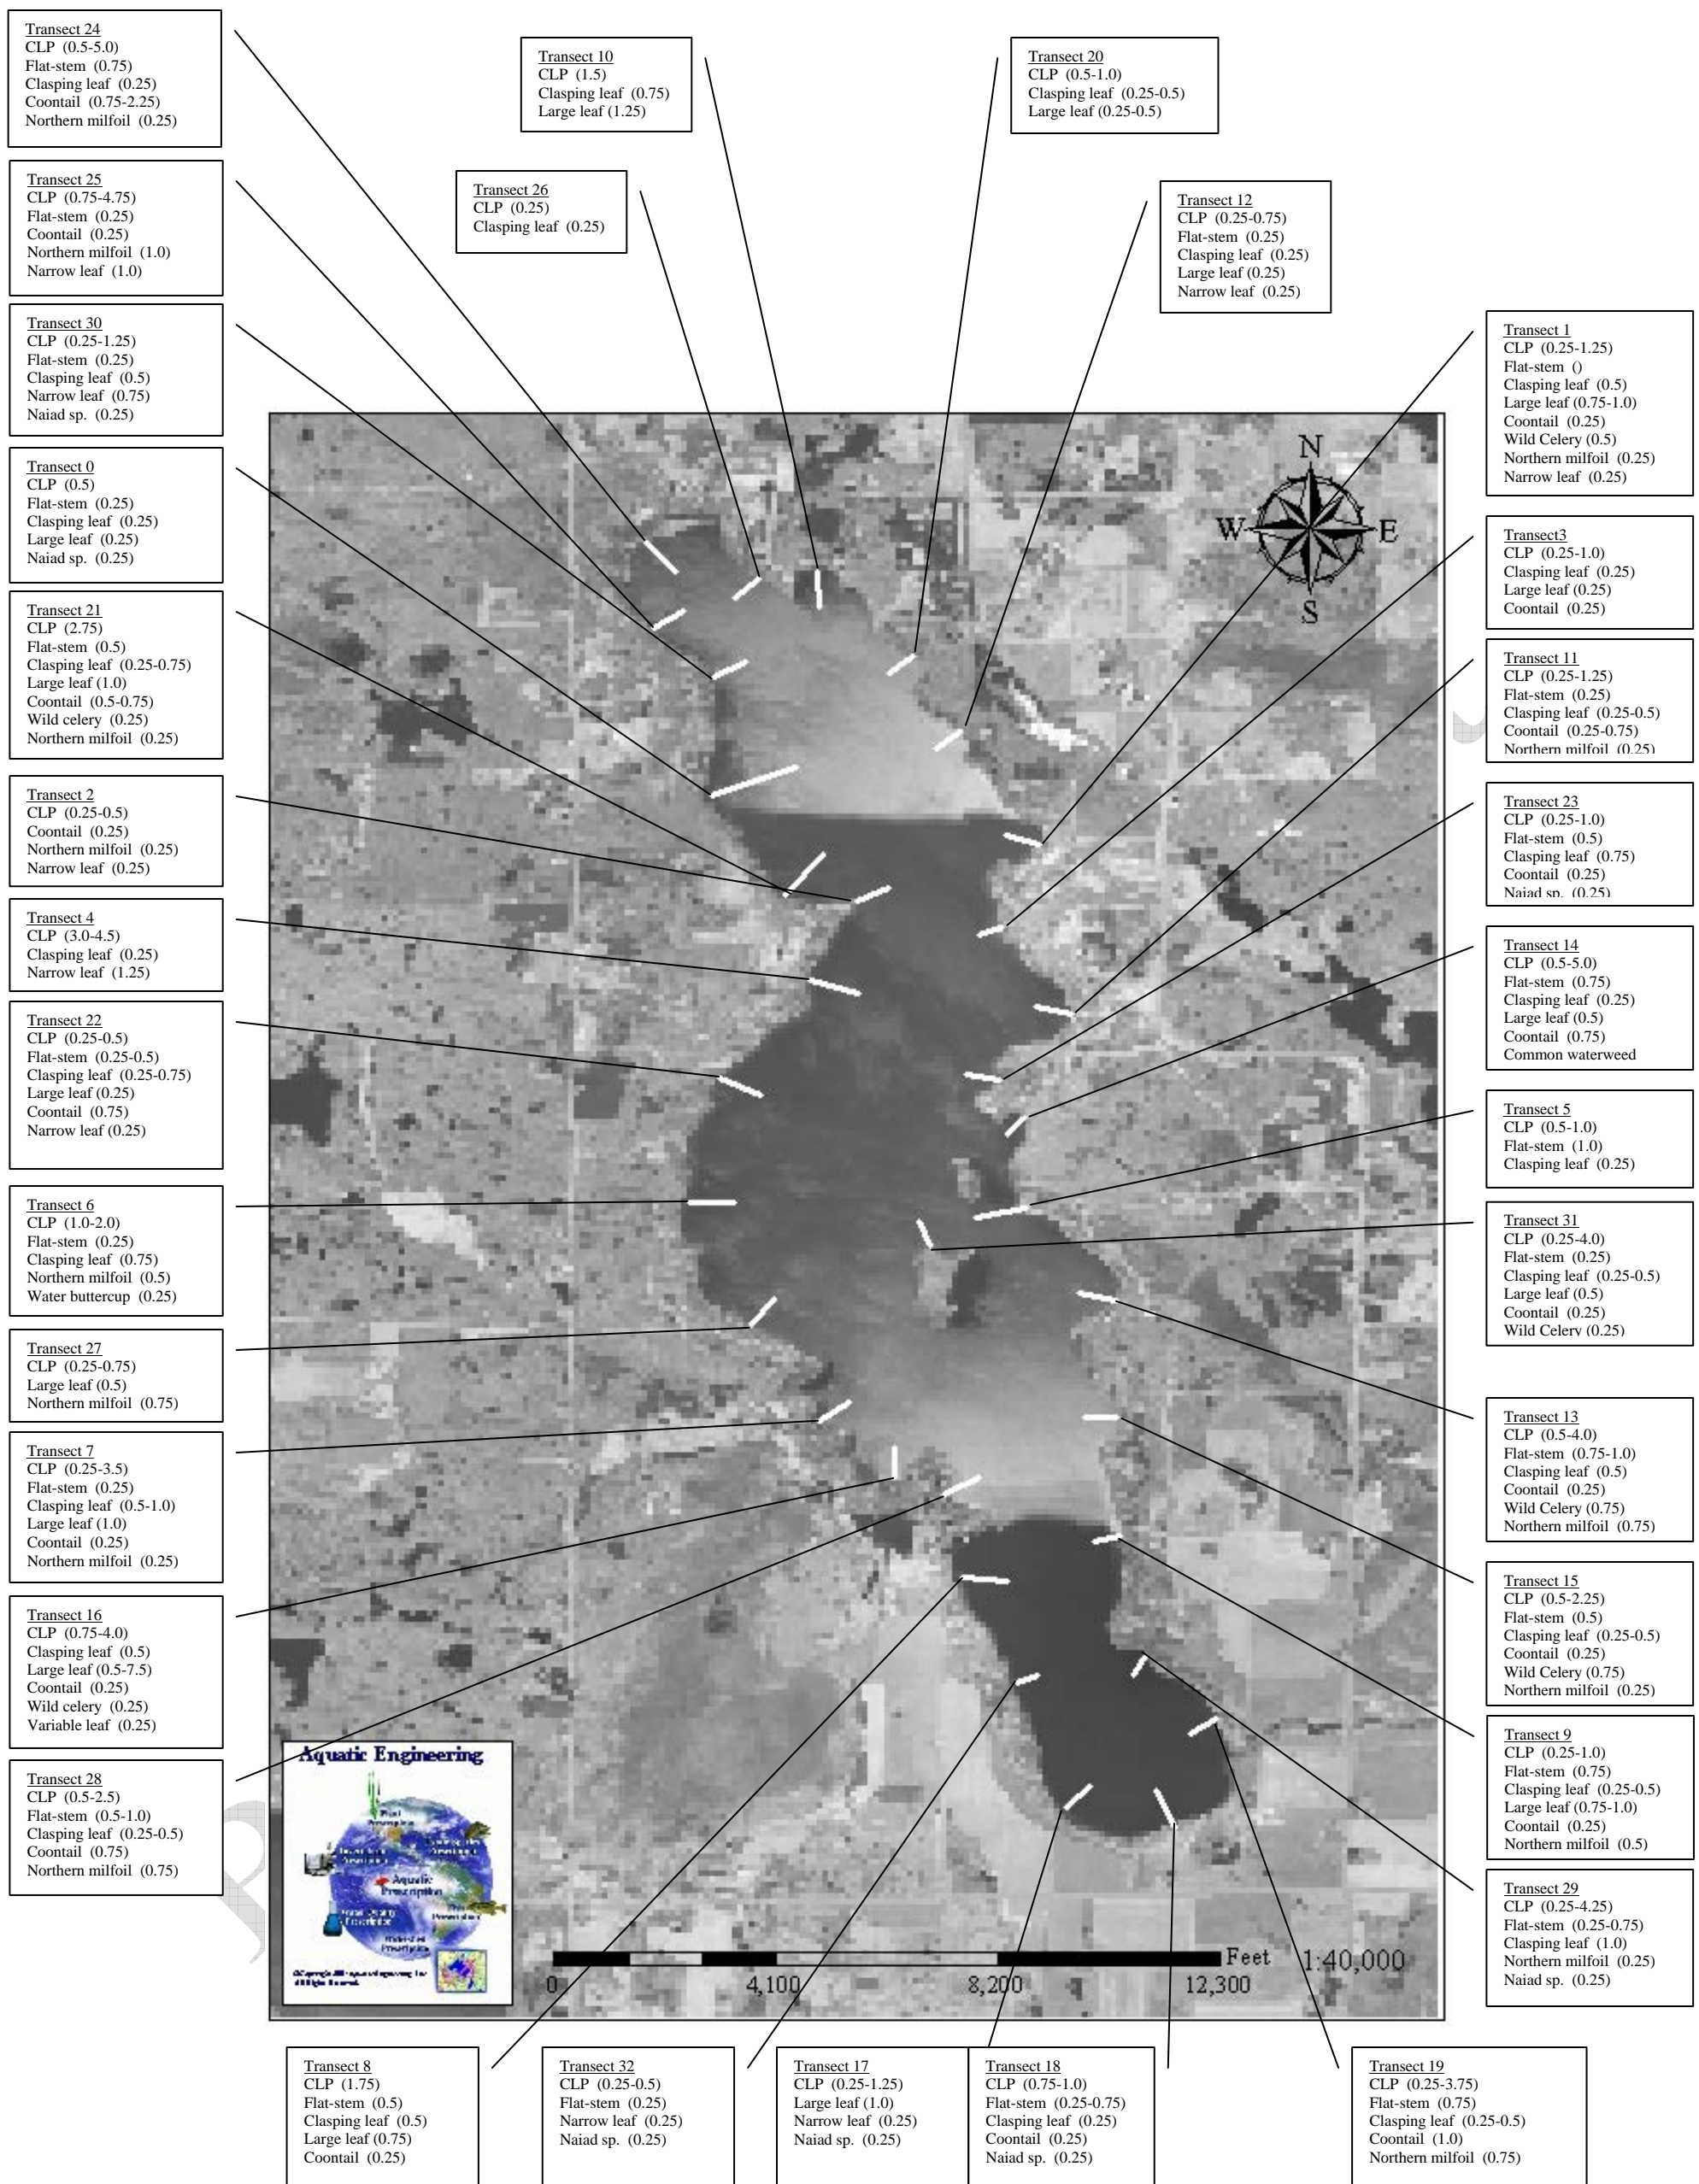 Transect 24
CLP (0.5-5.0)
Flat-stem (0.75)
Clasping leaf (0.25)
Coontail (0.75-2.25)
Northern milfoil (0.25)
Transect 10
CLP (1.5)
Clasping leaf (0.75)
Large leaf (1.25)
Transect 20
CLP (0.5-1.0)
Clasping leaf (0.25-0.5)
Large leaf (0.25-0.5)
Transect 25
CLP (0.75-4.75)
Flat-stem (0.25)
Coontail (0.25)
Northern milfoil (1.0)
Narrow leaf (1.0)
Transect 26
CLP (0.25)
Clasping leaf (0.25)
Transect 12
CLP (0.25-0.75)
Flat-stem (0.25)
Clasping leaf (0.25)
Large leaf (0.25)
Narrow leaf (0.25)
Transect 30
CLP (0.25-1.25)
Flat-stem (0.25)
Clasping leaf (0.5)
Narrow leaf (0.75)
Naiad sp. (0.25)
Transect 0
CLP (0.5)
Flat-stem (0.25)
Clasping leaf (0.25)
Large leaf (0.25)
Naiad sp. (0.25)
Transect 21
CLP (2.75)
Flat-stem (0.5)
Clasping leaf (0.25-0.75)
Large leaf (1.0)
Coontail (0.5-0.75)
Wild celery (0.25)
Northern milfoil (0.25)
Transect 2
CLP (0.25-0.5)
Coontail (0.25)
Northern milfoil (0.25)
Narrow leaf (0.25)
Transect 4
CLP (3.0-4.5)
Clasping leaf (0.25)
Narrow leaf (1.25)
Transect 22
CLP (0.25-0.5)
Flat-stem (0.25-0.5)
Clasping leaf (0.25-0.75)
Large leaf (0.25)
Coontail (0.75)
Narrow leaf (0.25)
Transect 6
CLP (1.0-2.0)
Flat-stem (0.25)
Clasping leaf (0.75)
Northern milfoil (0.5)
Water buttercup (0.25)
Transect 27
CLP (0.25-0.75)
Large leaf (0.5)
Northern milfoil (0.75)
Transect 7
CLP (0.25-3.5)
Flat-stem (0.25)
Clasping leaf (0.5-1.0)
Large leaf (1.0)
Coontail (0.25)
Northern milfoil (0.25)
Transect 16
CLP (0.75-4.0)
Clasping leaf (0.5)
Large leaf (0.5-7.5)
Coontail (0.25)
Wild celery (0.25)
Variable leaf (0.25)
Transect 28
CLP (0.5-2.5)
Flat-stem (0.5-1.0)
Clasping leaf (0.25-0.5)
Coontail (0.75)
Northern milfoil (0.75)
N
W E
S
Transect 1
CLP (0.25-1.25)
Flat-stem ()
Clasping leaf (0.5)
Large leaf (0.75-1.0)
Coontail (0.25)
Wild Celery (0.5)
Northern milfoil (0.25)
Narrow leaf (0.25)
Transect3
CLP (0.25-1.0)
Clasping leaf (0.25)
Large leaf (0.25)
Coontail (0.25)
Transect 11
CLP (0.25-1.25)
Flat-stem (0.25)
Clasping leaf (0.25-0.5)
Coontail (0.25-0.75)
Northern milfoil (0.25)
Transect 23
CLP (0.25-1.0)
Flat-stem (0.5)
Clasping leaf (0.75)
Coontail (0.25)
Naiad sp. (0.25)
Transect 14
CLP (0.5-5.0)
Flat-stem (0.75)
Clasping leaf (0.25)
Large leaf (0.5)
Coontail (0.75)
Common waterweed
Transect 5
CLP (0.5-1.0)
Flat-stem (1.0)
Clasping leaf (0.25)
Transect 31
CLP (0.25-4.0)
Flat-stem (0.25)
Clasping leaf (0.25-0.5)
Large leaf (0.5)
Coontail (0.25)
Wild Celery (0.25)
Transect 13
CLP (0.5-4.0)
Flat-stem (0.75-1.0)
Clasping leaf (0.5)
Coontail (0.25)
Wild Celery (0.75)
Northern milfoil (0.75)
Transect 15
CLP (0.5-2.25)
Flat-stem (0.5)
Clasping leaf (0.25-0.5)
Coontail (0.25)
Wild Celery (0.75)
Northern milfoil (0.25)
Transect 9
CLP (0.25-1.0)
Flat-stem (0.75)
Clasping leaf (0.25-0.5)
Large leaf (0.75-1.0)
Coontail (0.25)
Northern milfoil (0.5)
Transect 29
CLP (0.25-4.25)
Flat-stem (0.25-0.75)
Clasping leaf (1.0)
Northern milfoil (0.25)
Naiad sp. (0.25)
Aquatic Engineering
Aquatic
Prescription
Feet 1:40,000
0 4,100 8,200 12,300
Transect 8
CLP (1.75)
Flat-stem (0.5)
Clasping leaf (0.5)
Large leaf (0.75)
Coontail (0.25)
Transect 32
CLP (0.25-0.5)
Flat-stem (0.25)
Narrow leaf (0.25)
Naiad sp. (0.25)
Transect 17
CLP (0.25-1.25)
Large leaf (1.0)
Narrow leaf (0.25)
Naiad sp. (0.25)
Transect 18
CLP (0.75-1.0)
Flat-stem (0.25-0.75)
Clasping leaf (0.25)
Coontail (0.25)
Naiad sp. (0.25)
Transect 19
CLP (0.25-3.75)
Flat-stem (0.75)
Clasping leaf (0.25-0.5)
Coontail (1.0)
Northern milfoil (0.75)